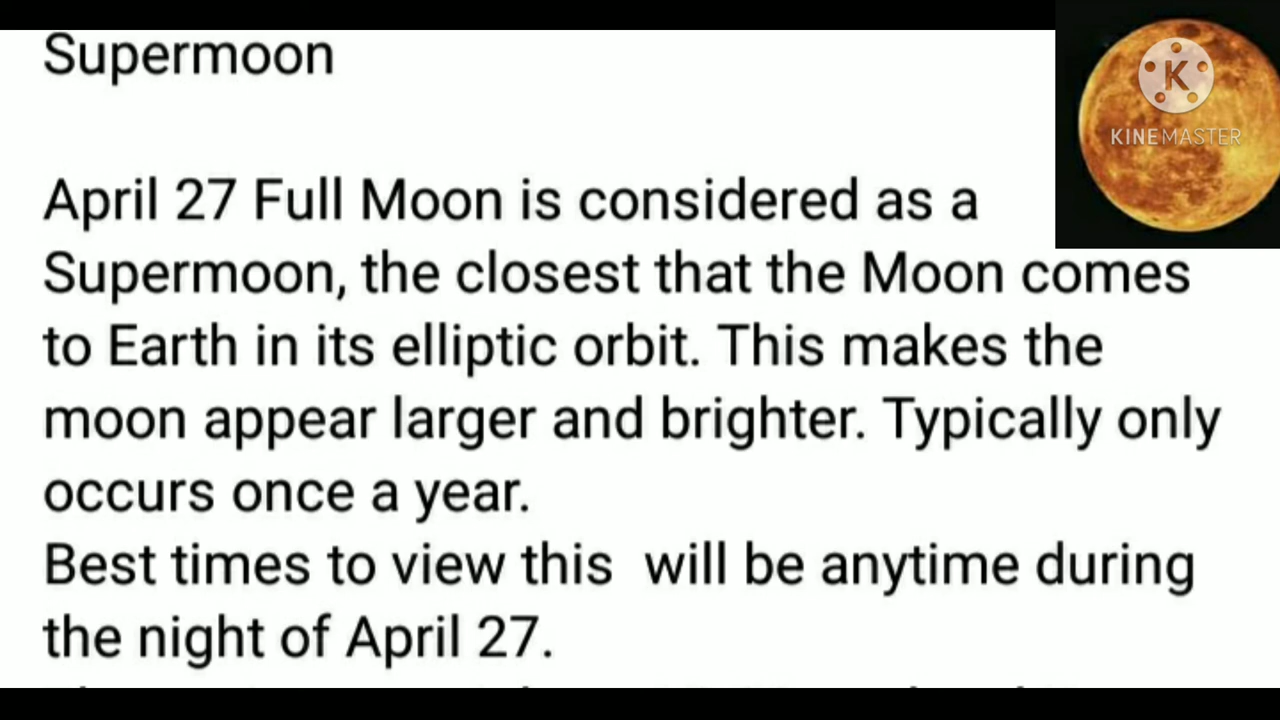 Supermoon
K
KINEMASTER
April 27 Full Moon is considered as a
Supermoon, the closest that the Moon comes
to Earth in its elliptic orbit. This makes the
moon appear larger and brighter. Typically only
occurs once a year.
Best times to view this will be anytime during
the night of April 27.